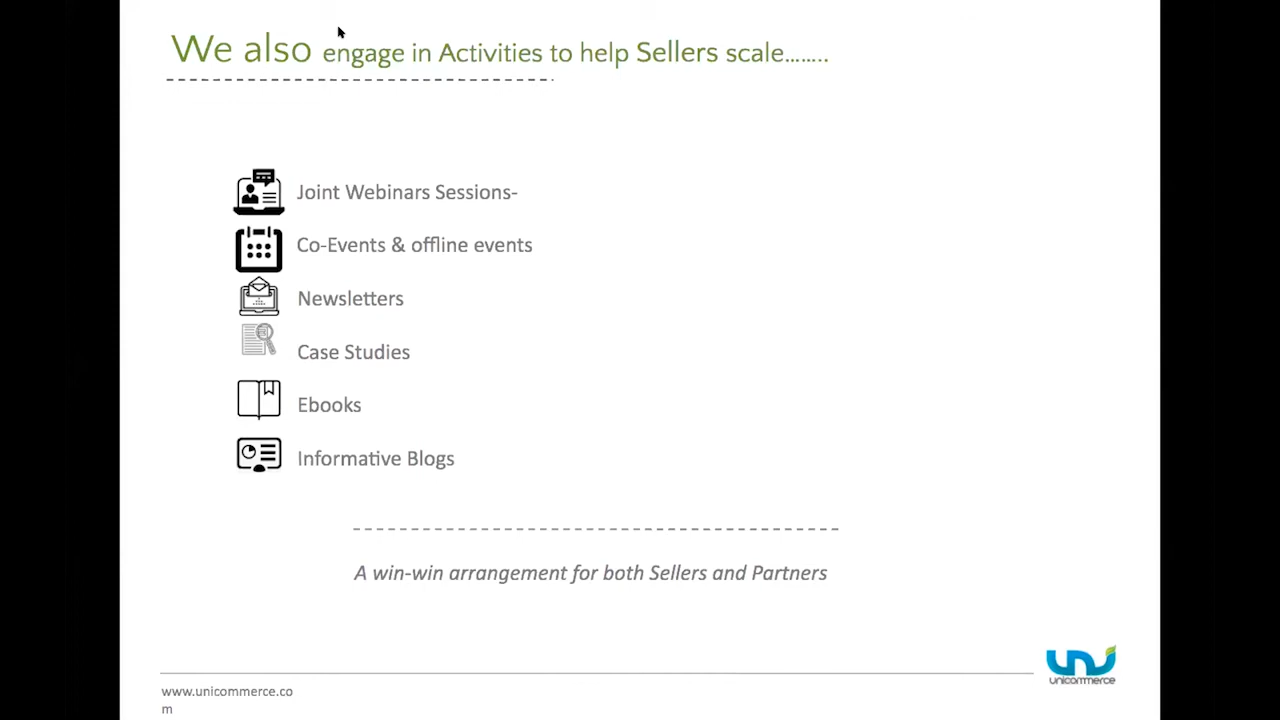 We also engage in Activities to help Sellers scale........
Joint Webinars Sessions-
Co-Events & offline events
Newsletters
Case Studies
Ebooks
Informative Blogs
A win-win arrangement for both Sellers and Partners
unicommerce
www.unicommerce.co
m